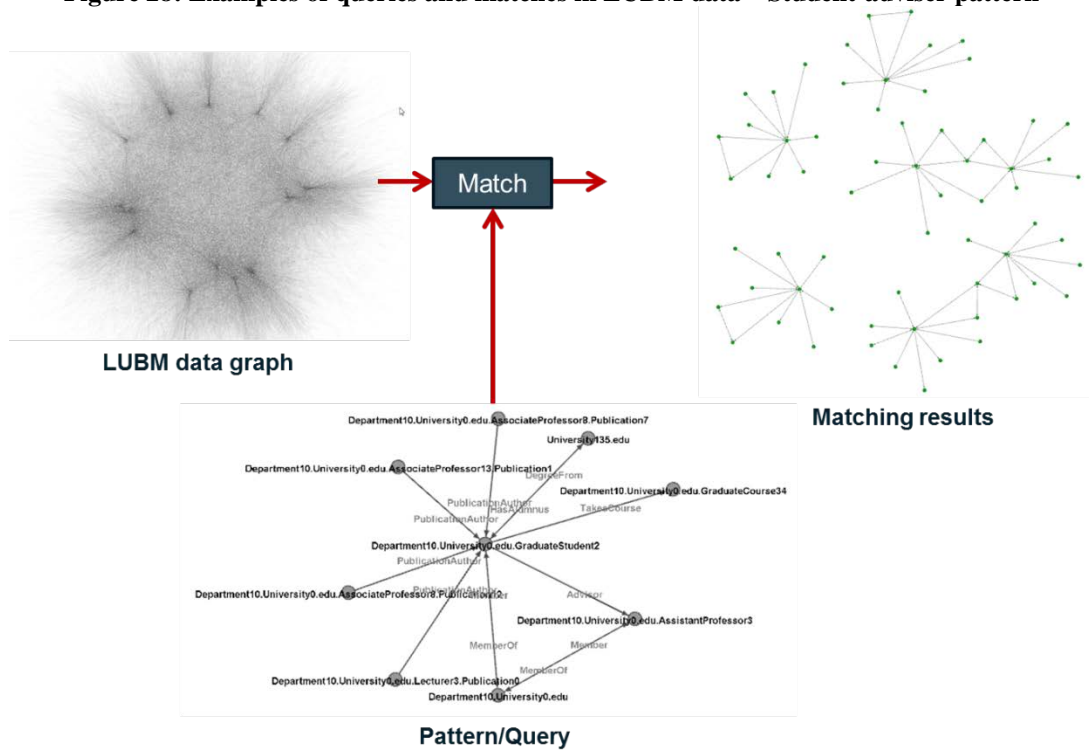 Figure 28: Examples of queries and matches in LUBM data – Student-adviser pattern
Match
LUBM data graph
Matching results
Department10.University0.edu.AssociateProfessor8.Publication7
University135.edu
Department10.University0.edu.AssociateProfessor13.Publication1
DegreeFrom
Department10.University0.edu.GraduateCourse34
PublicationAuthor
HasAlumnus
TakesCourse
PublicationAuthor
Department10.University0.edu.GraduateStudent2
PublicationAuthor
PublicationAuthor
Department10.University0.edu.AssociateProfessor8.Publication12
Advisor
Department10.University0.edu.AssistantProfessor3
MemberOf
Member
MemberOf
Department10.University0.edu.Lecturer3.Publication0
Department10.University0.edu
Pattern/Query